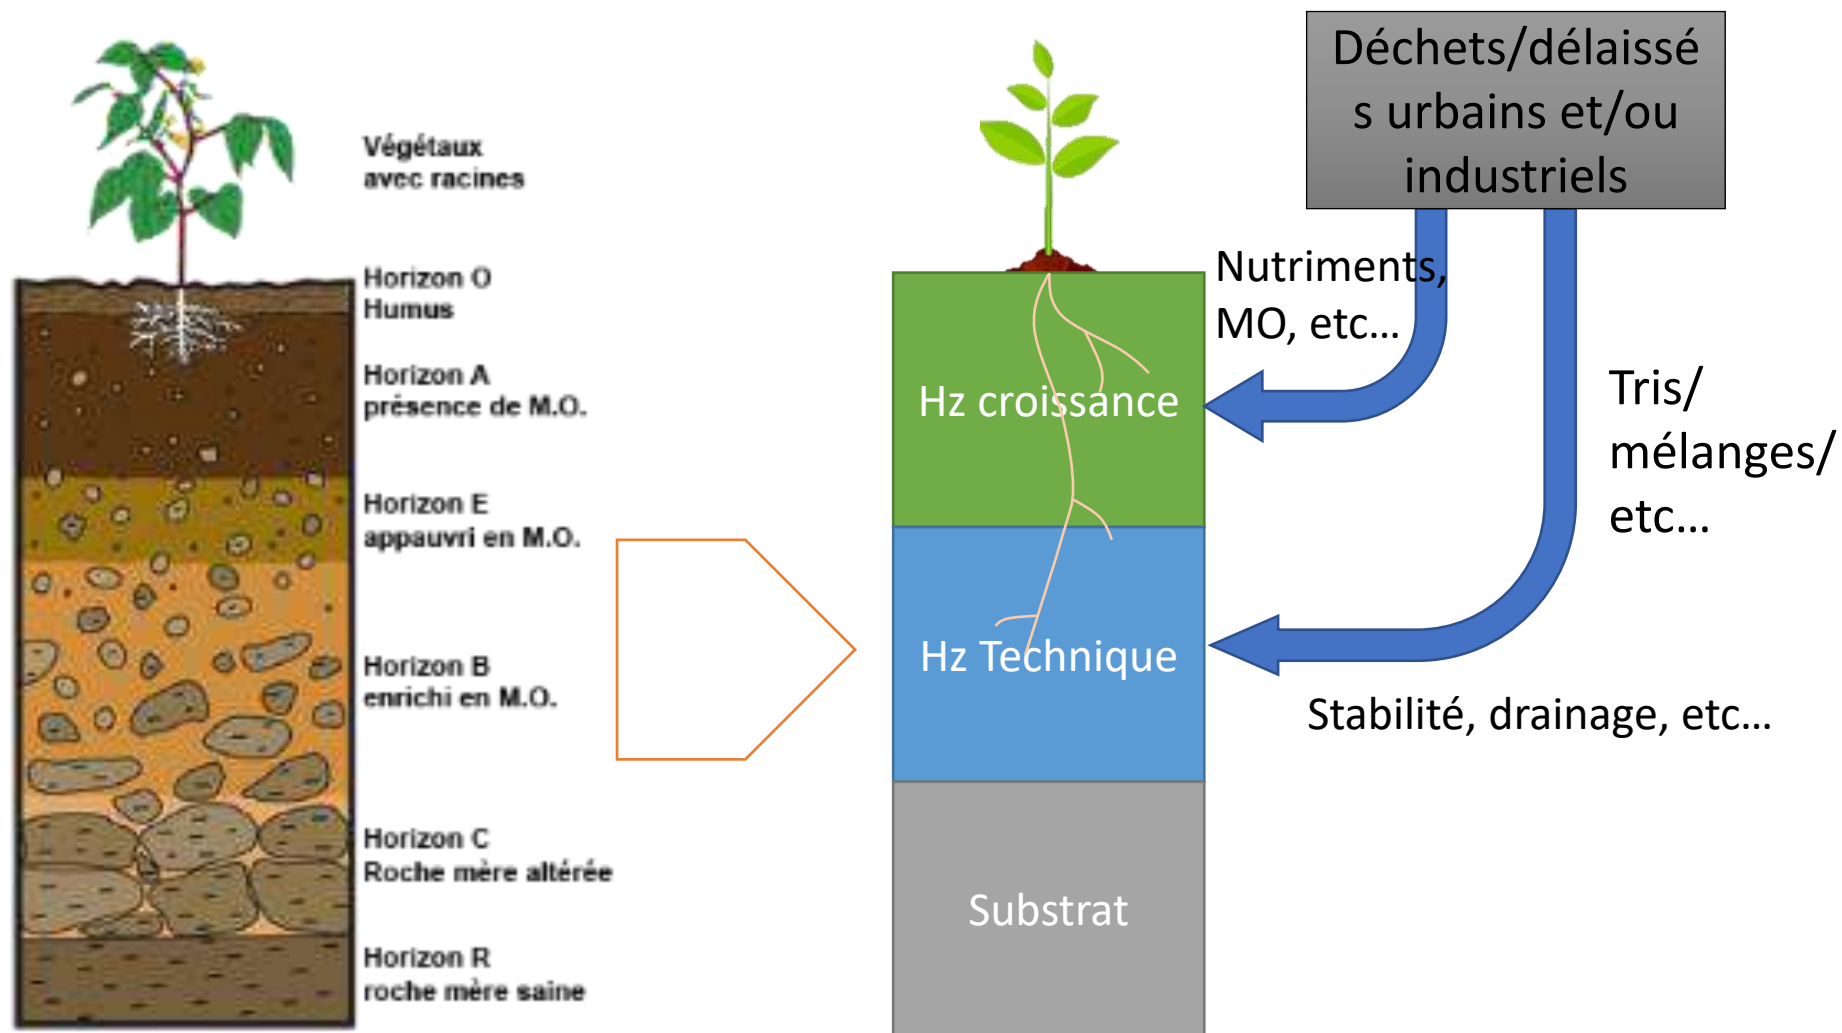 Végétaux
avec racines
Horizon O
Humus
Horizon A
présence de M.O.
Horizon E
appauvri en M.O.
Horizon B
enrichi en M.O.
Horizon C
Roche mère altérée
Horizon R
roche mère saine
Hz croissance
Hz Technique
Substrat
Déchets/délaissé
s urbains et/ou
industriels
Nutriments,
MO, etc...
Tris/
mélanges/
etc...
Stabilité, drainage, etc...